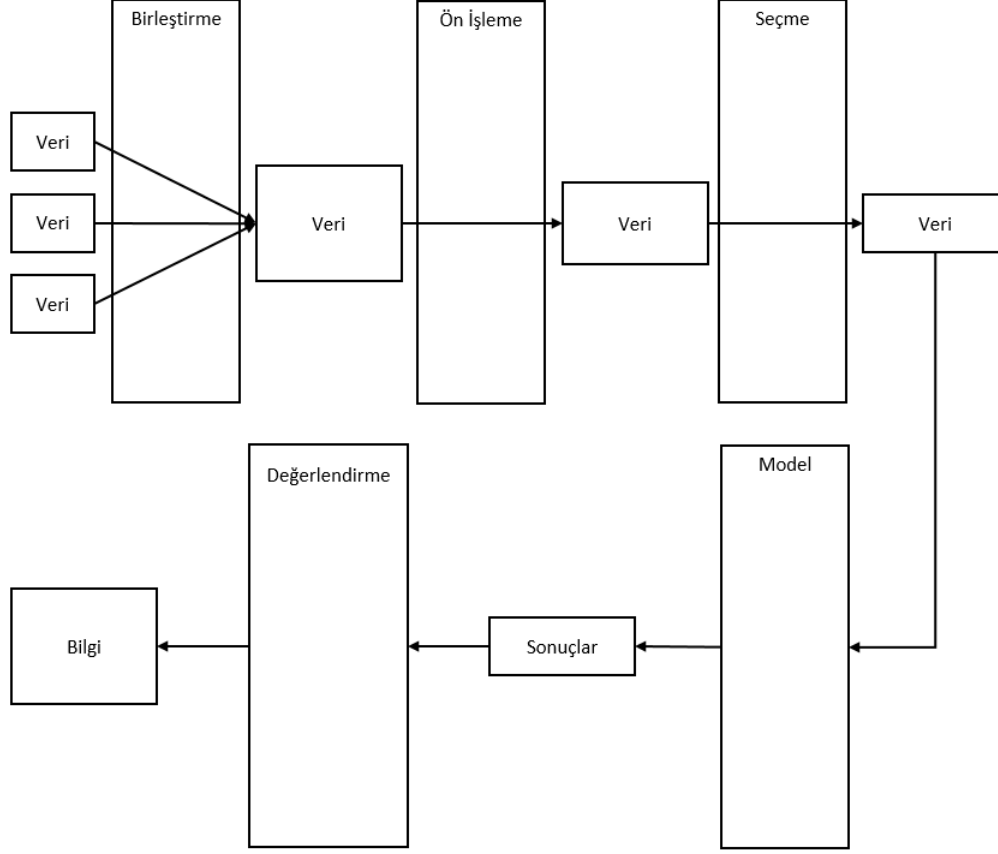 Birleştirme
Ön İşleme
Seçme
Veri
Veri
Veri
Veri
Veri
Veri
Değerlendirme
Model
Bilgi
Sonuçlar